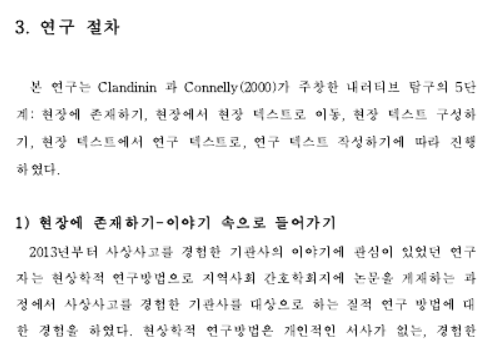 3. 연구 절차
본 연구는 Clandinin 과 Connelly(2000)가 주창한 내러티브 탐구의 5단
계: 현장에 존재하기, 현장에서 현장 텍스트로 이동, 현장 텍스트 구성하
기, 현장 텍스트에서 연구 텍스트로, 연구 텍스트 작성하기에 따라 진행
하였다.
1) 현장에 존재하기-이야기 속으로 들어가기
2013년부터 사상사고를 경험한 기관사의 이야기에 관심이 있었던 연구
자는 현상학적 연구방법으로 지역사회 간호학회지에 논문을 게재하는 과
정에서 사상사고를 경험한 기관사를 대상으로 하는 질적 연구 방법에 대
한 경험을 하였다. 현상학적 연구방법은 개인적인 서사가 없는, 경험한